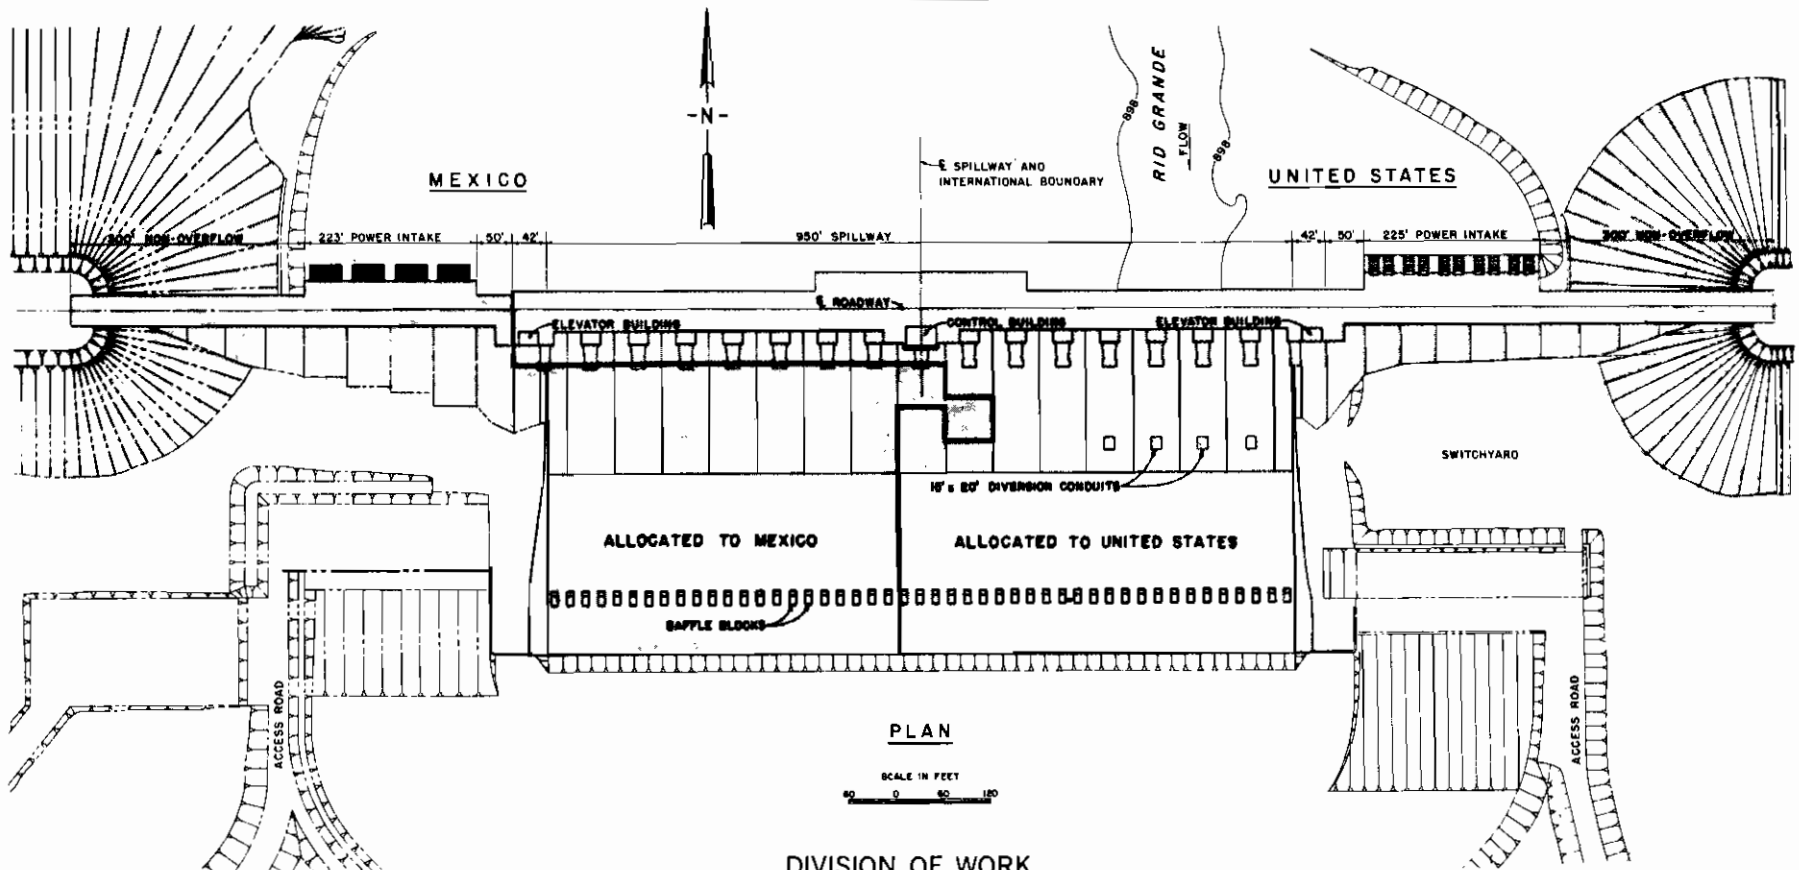 -N-
MEXICO
℄ SPILLWAY AND
INTERNATIONAL BOUNDARY
898
RIO GRANDE
FLOW
898
UNITED STATES
300' NON-OVERFLOW
223' POWER INTAKE
50'
42'
950' SPILLWAY
42'
50'
225' POWER INTAKE
300' NON-OVERFLOW
℄ ROADWAY
ELEVATOR BUILDING
CONTROL BUILDING
ELEVATOR BUILDING
SWITCHYARD
16' x 20' DIVERSION CONDUITS
ALLOCATED TO MEXICO
ALLOCATED TO UNITED STATES
BAFFLE BLOCKS
ACCESS ROAD
ACCESS ROAD
PLAN
SCALE IN FEET
60 0 60 120
DIVISION OF WORK